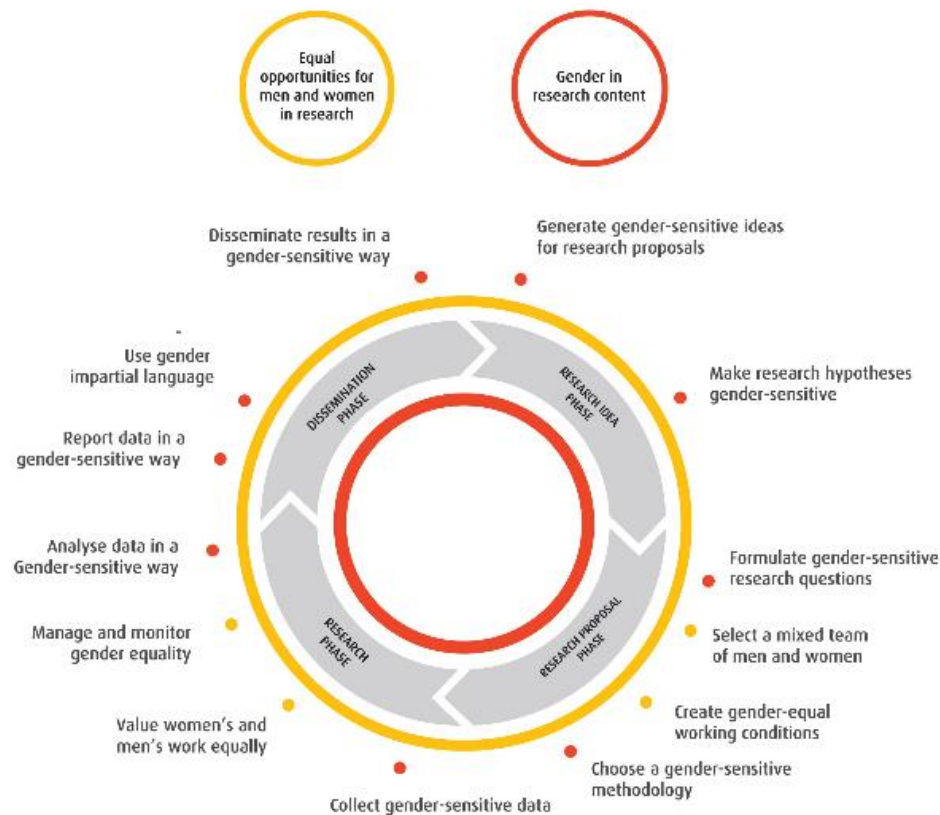 Equal
opportunities for
men and women
in research
Gender in
research content
Disseminate results in a
gender-sensitive way
Generate gender-sensitive ideas
for research proposals
Use gender
impartial language
Make research hypotheses
gender-sensitive
Report data in a
gender-sensitive way
Analyse data in a
Gender-sensitive way
Formulate gender-sensitive
research questions
Manage and monitor
gender equality
Select a mixed team
of men and women
Value women's and
men's work equally
Create gender-equal
working conditions
Collect gender-sensitive data
Choose a gender-sensitive
methodology
DISSEMINATION
PHASE
RESEARCH IDEA
PHASE
RESEARCH PROPOSAL
PHASE
RESEARCH
PHASE